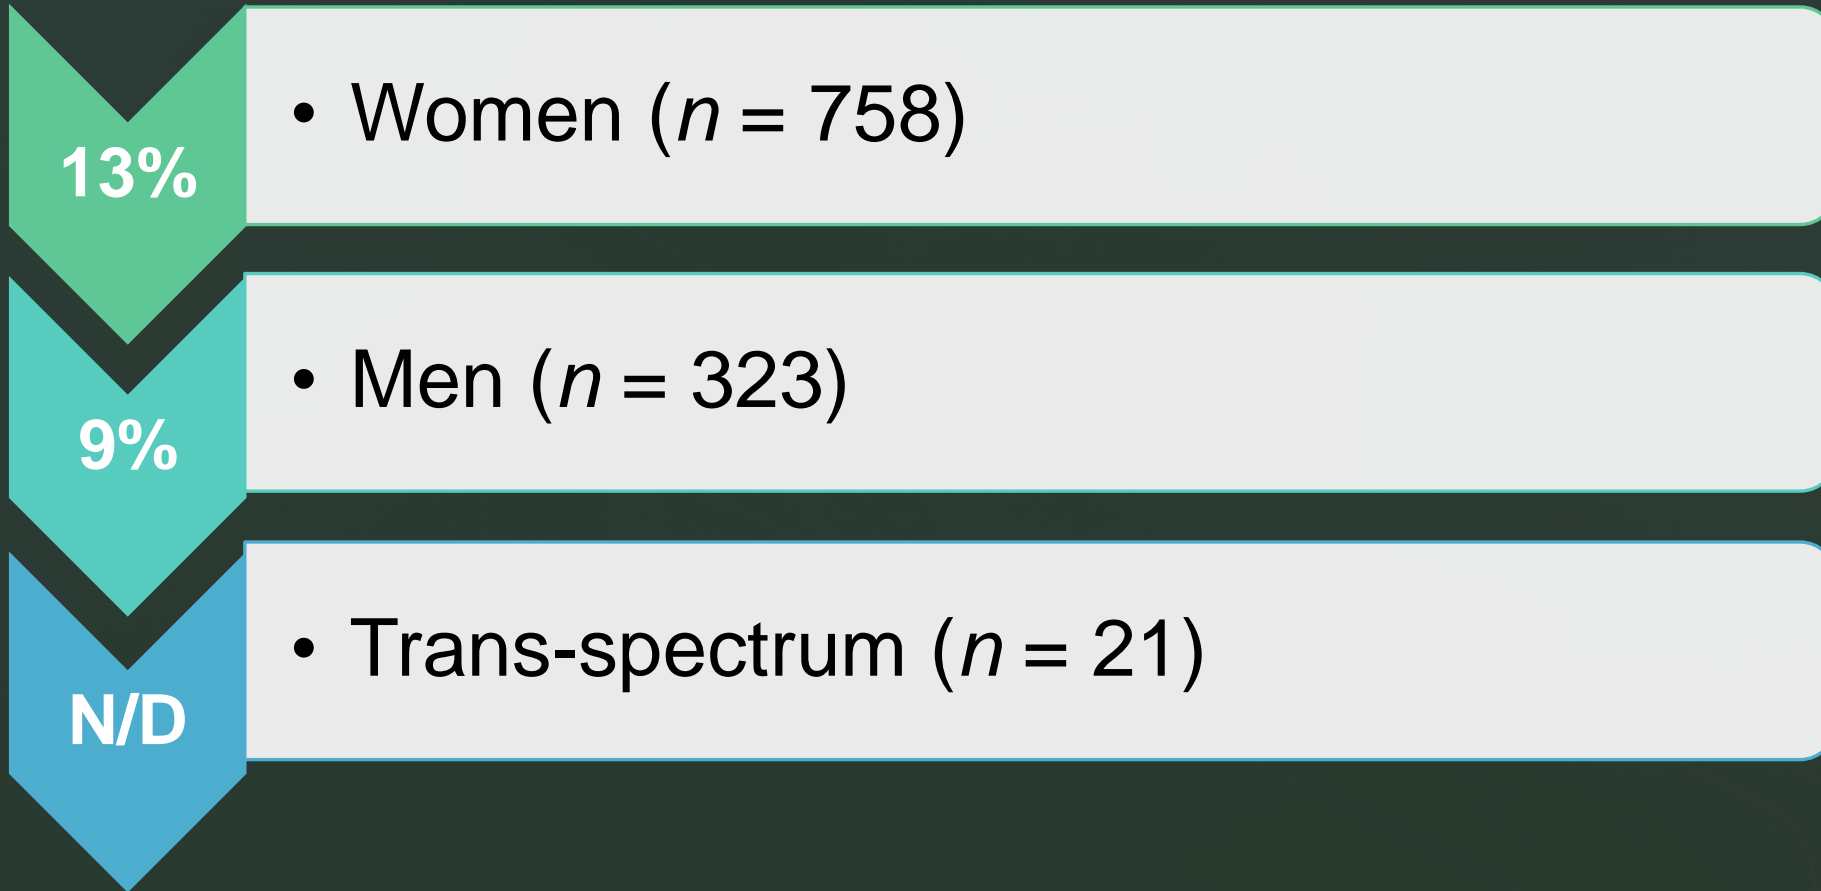 13%
• Women (n = 758)
9%
• Men (n = 323)
N/D
• Trans-spectrum (n = 21)